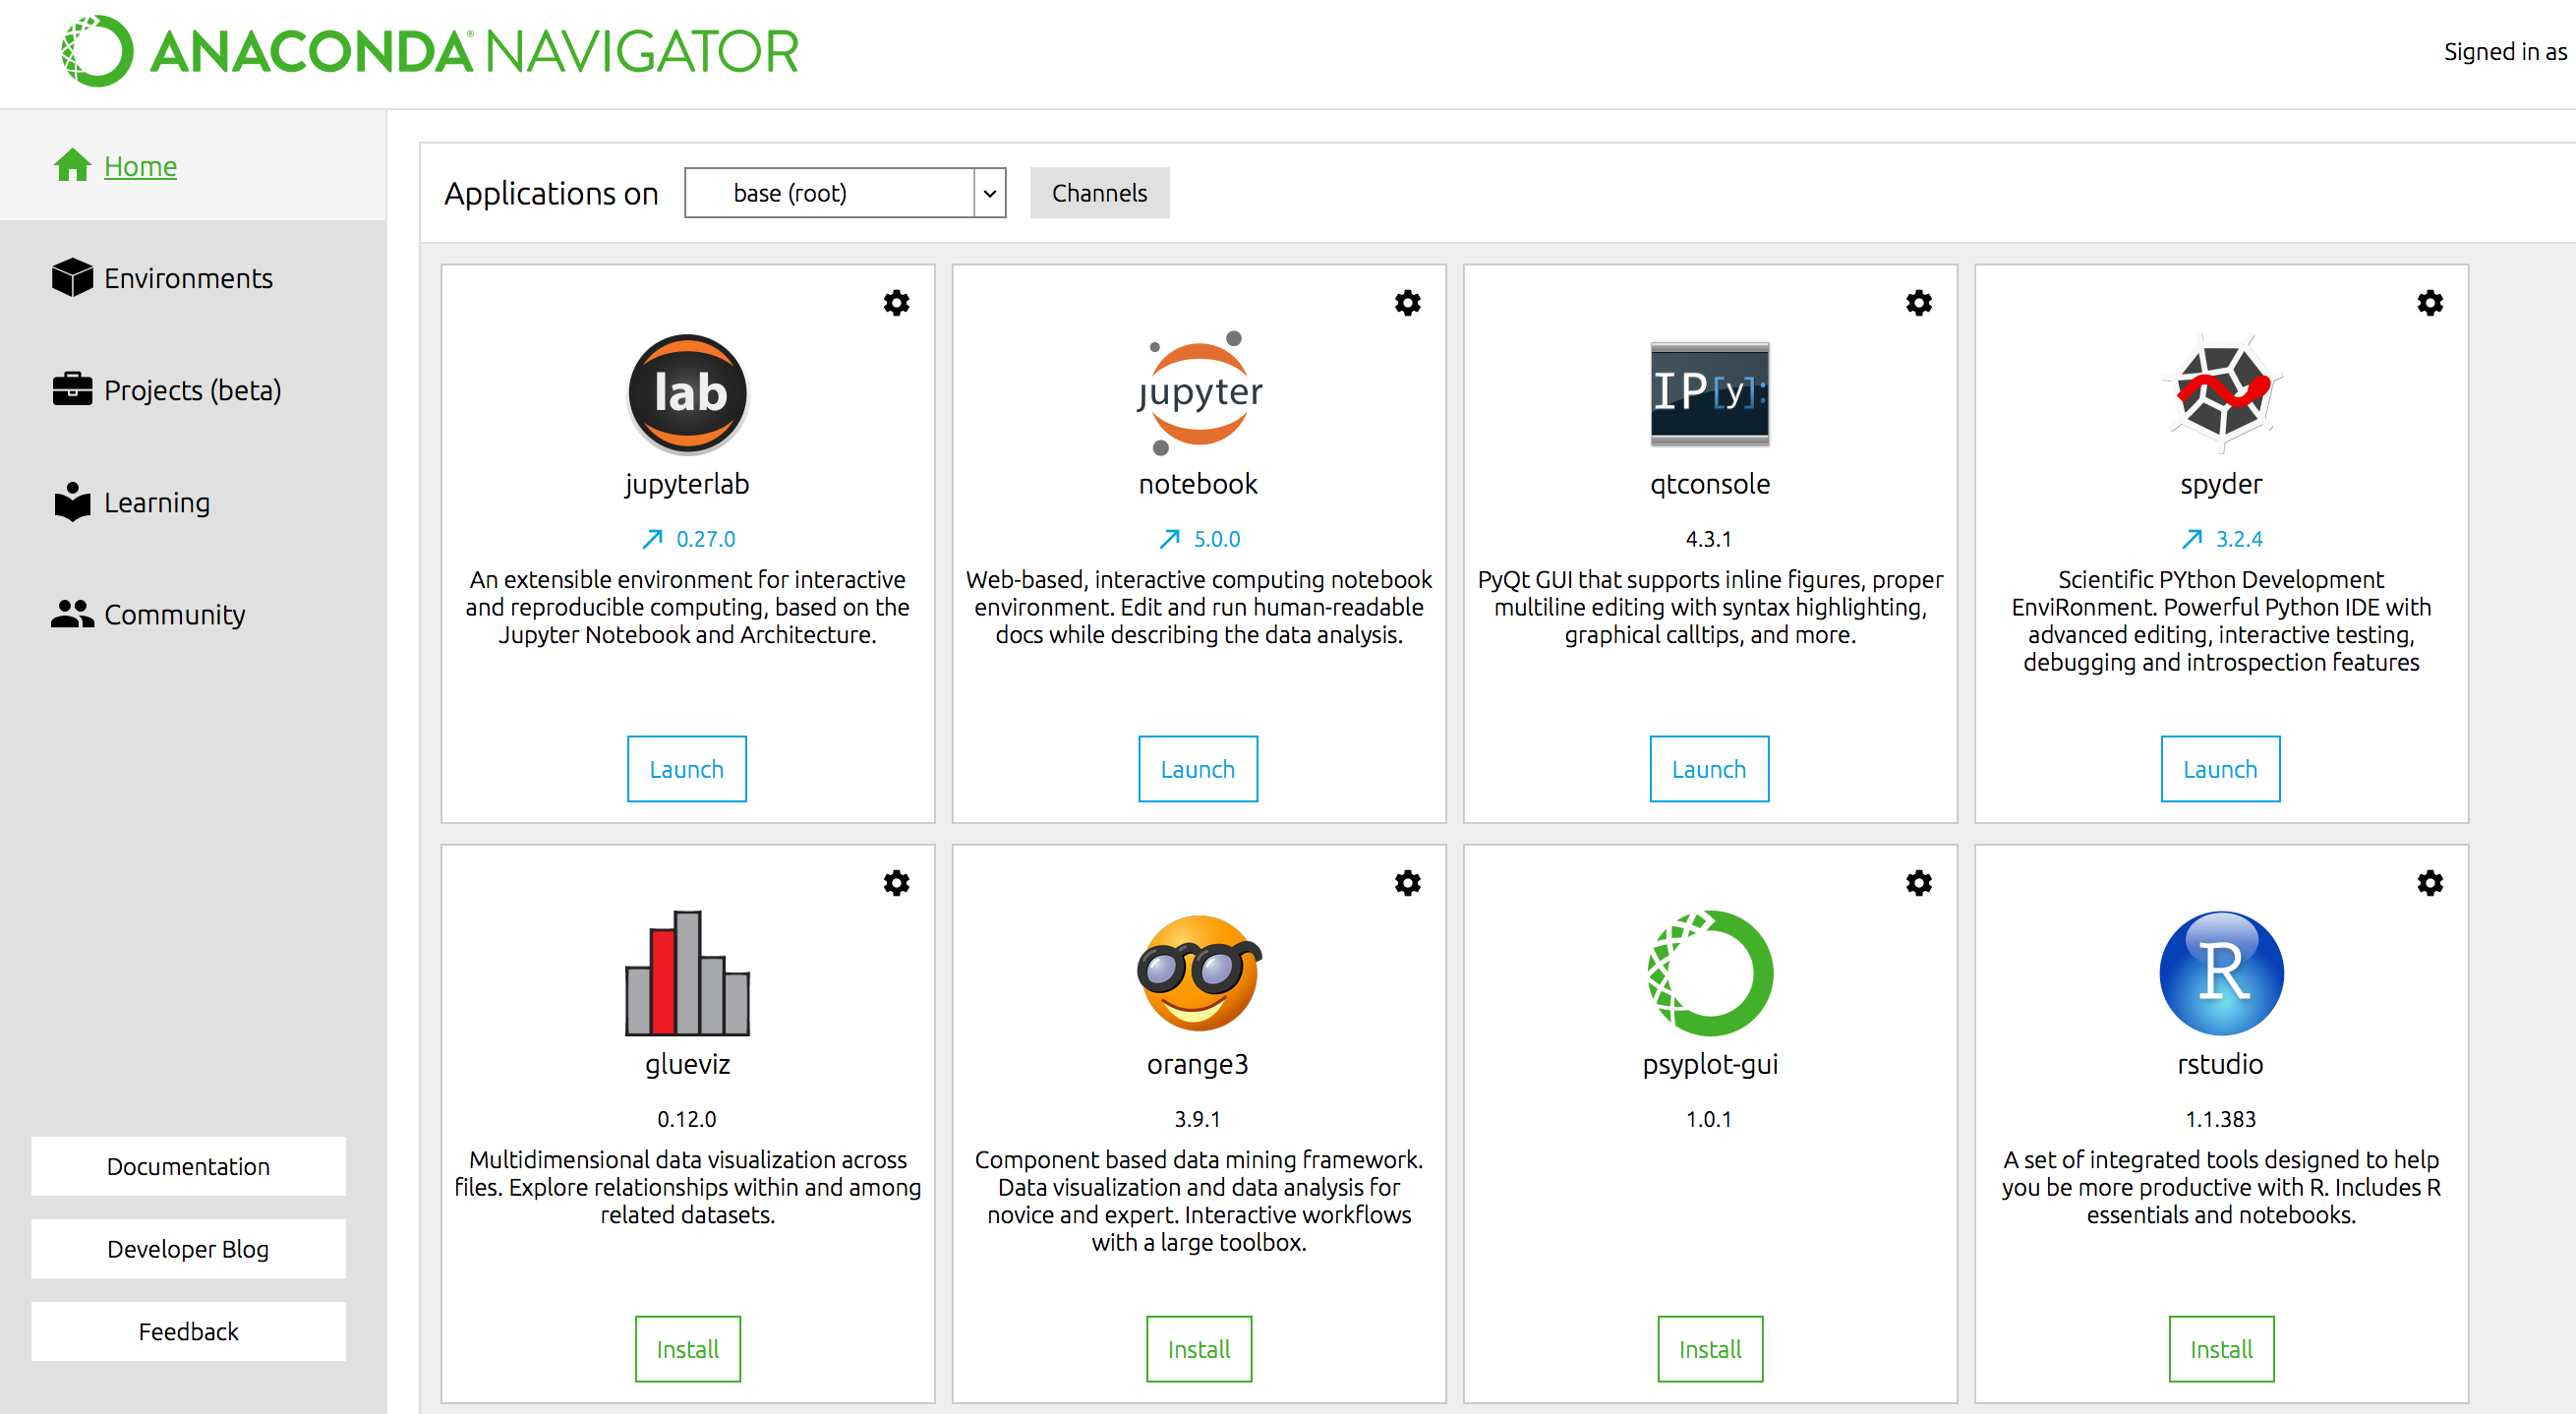 ANACONDA® NAVIGATOR
Signed in as
Home
Environments
Projects (beta)
Learning
Community
Documentation
Developer Blog
Feedback
Applications on base (root) Channels
lab
jupyterlab
0.27.0
An extensible environment for interactive
and reproducible computing, based on the
Jupyter Notebook and Architecture.
Launch
jupyter
notebook
5.0.0
Web-based, interactive computing notebook
environment. Edit and run human-readable
docs while describing the data analysis.
Launch
IP[y]:
qtconsole
4.3.1
PyQt GUI that supports inline figures, proper
multiline editing with syntax highlighting,
graphical calltips, and more.
Launch
spyder
3.2.4
Scientific PYthon Development
EnviRonment. Powerful Python IDE with
advanced editing, interactive testing,
debugging and introspection features
Launch
glueviz
0.12.0
Multidimensional data visualization across
files. Explore relationships within and among
related datasets.
Install
orange3
3.9.1
Component based data mining framework.
Data visualization and data analysis for
novice and expert. Interactive workflows
with a large toolbox.
Install
psyplot-gui
1.0.1
Install
R
rstudio
1.1.383
A set of integrated tools designed to help
you be more productive with R. Includes R
essentials and notebooks.
Install